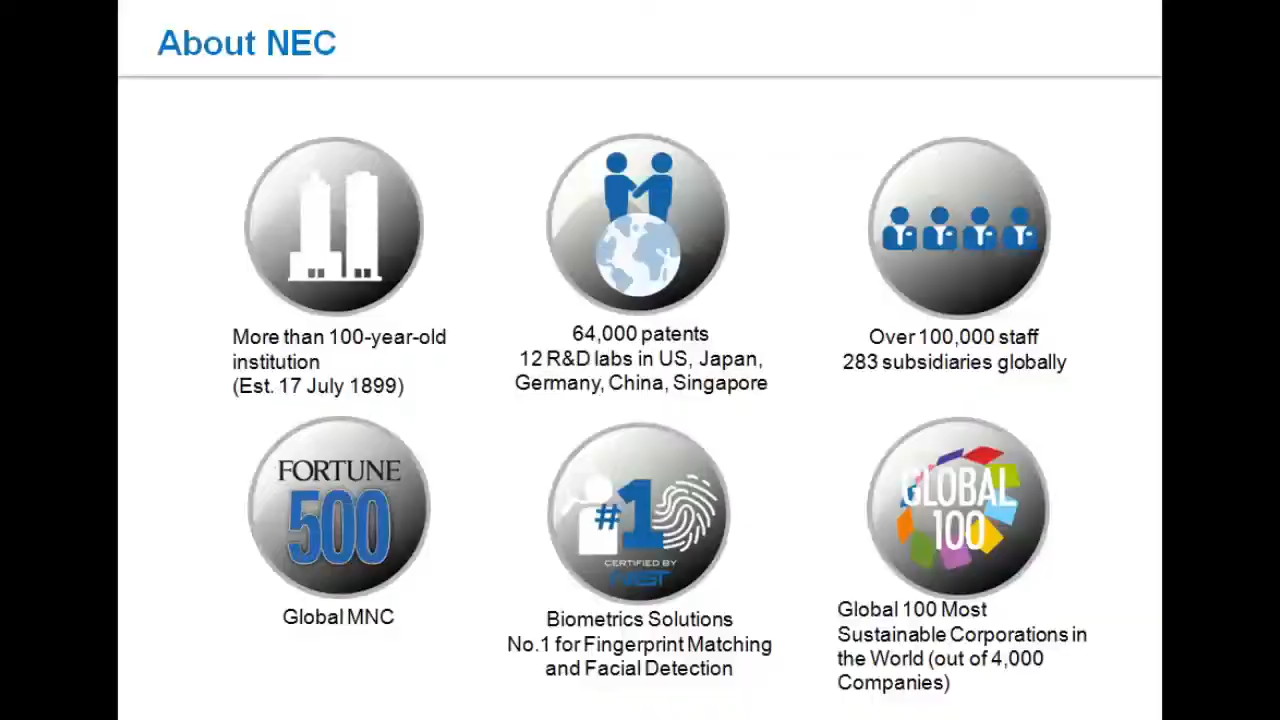 About NEC
More than 100-year-old
institution
(Est. 17 July 1899)
64,000 patents
12 R&D labs in US, Japan,
Germany, China, Singapore
Over 100,000 staff
283 subsidiaries globally
FORTUNE
500
Global MNC
#1
CERTIFIED BY
NIST
Biometrics Solutions
No.1 for Fingerprint Matching
and Facial Detection
GLOBAL
100
Global 100 Most
Sustainable Corporations in
the World (out of 4,000
Companies)